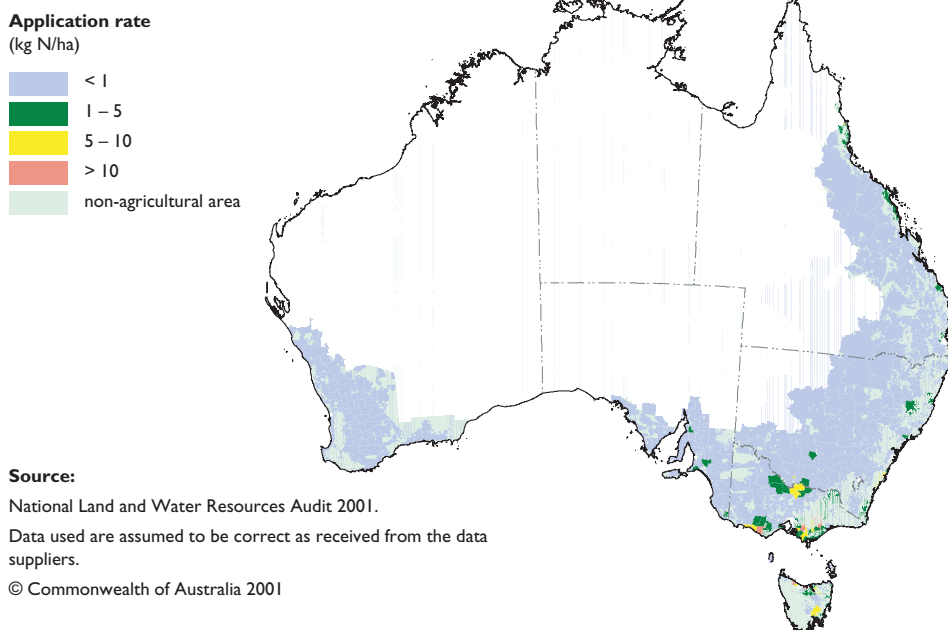 Application rate
(kg N/ha)
< 1
1 – 5
5 – 10
> 10
non-agricultural area
Source:
National Land and Water Resources Audit 2001.
Data used are assumed to be correct as received from the data
suppliers.
© Commonwealth of Australia 2001